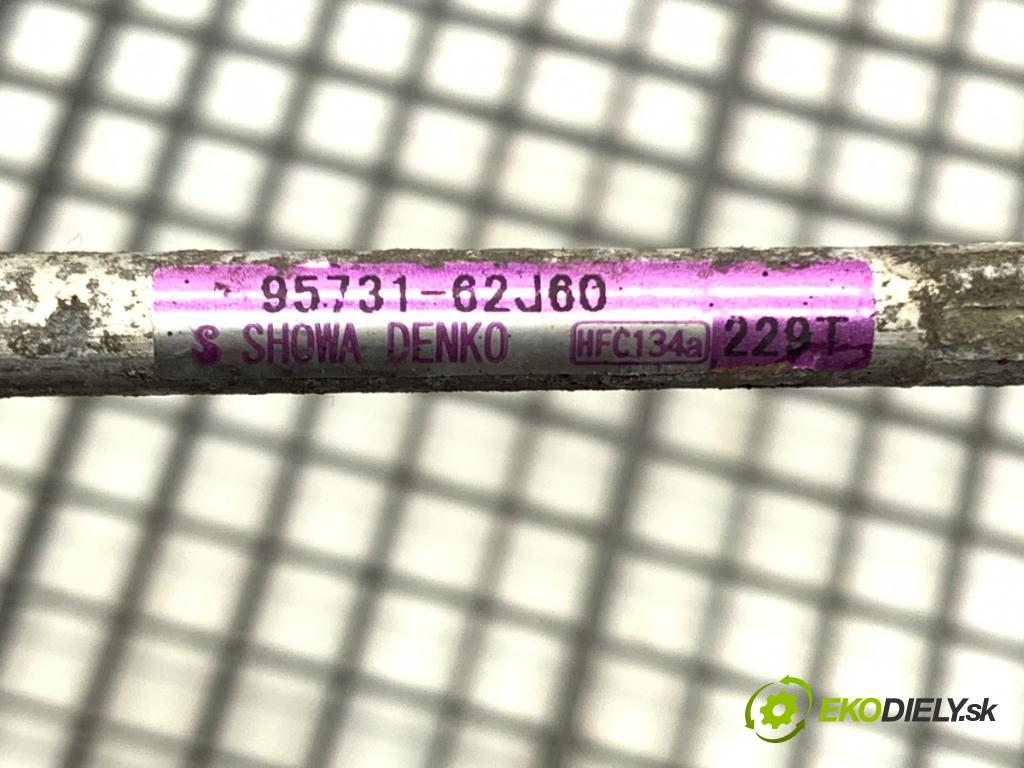 95731-62J60
SHOWA DENKO HFC134a 229T
EKODIELY.sk